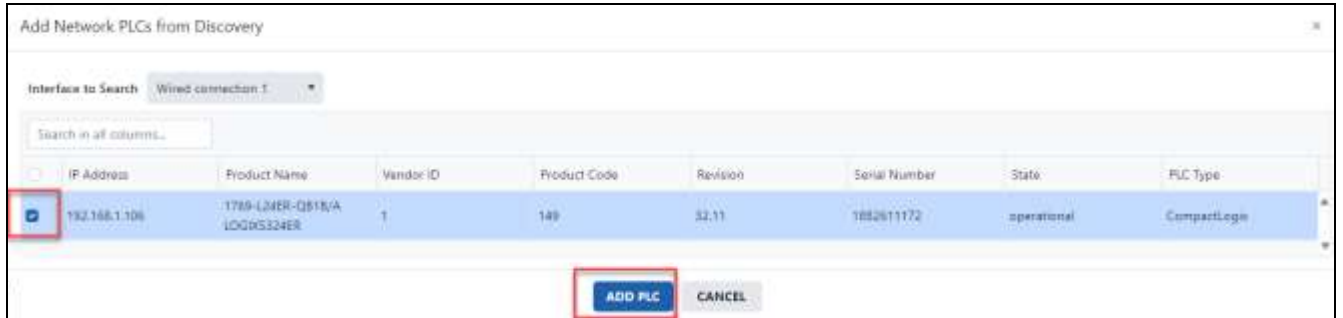 Add Network PLCs from Discovery
×
Interface to Search Wired connection 1
Search in all columns...
IP Address Product Name Vendor ID Product Code Revision Serial Number State PLC Type
192.168.1.106 1769-L24ER-QB1B/A 1 149 32.11 operational CompactLogix
LOGIX5324ER
ADD PLC CANCEL